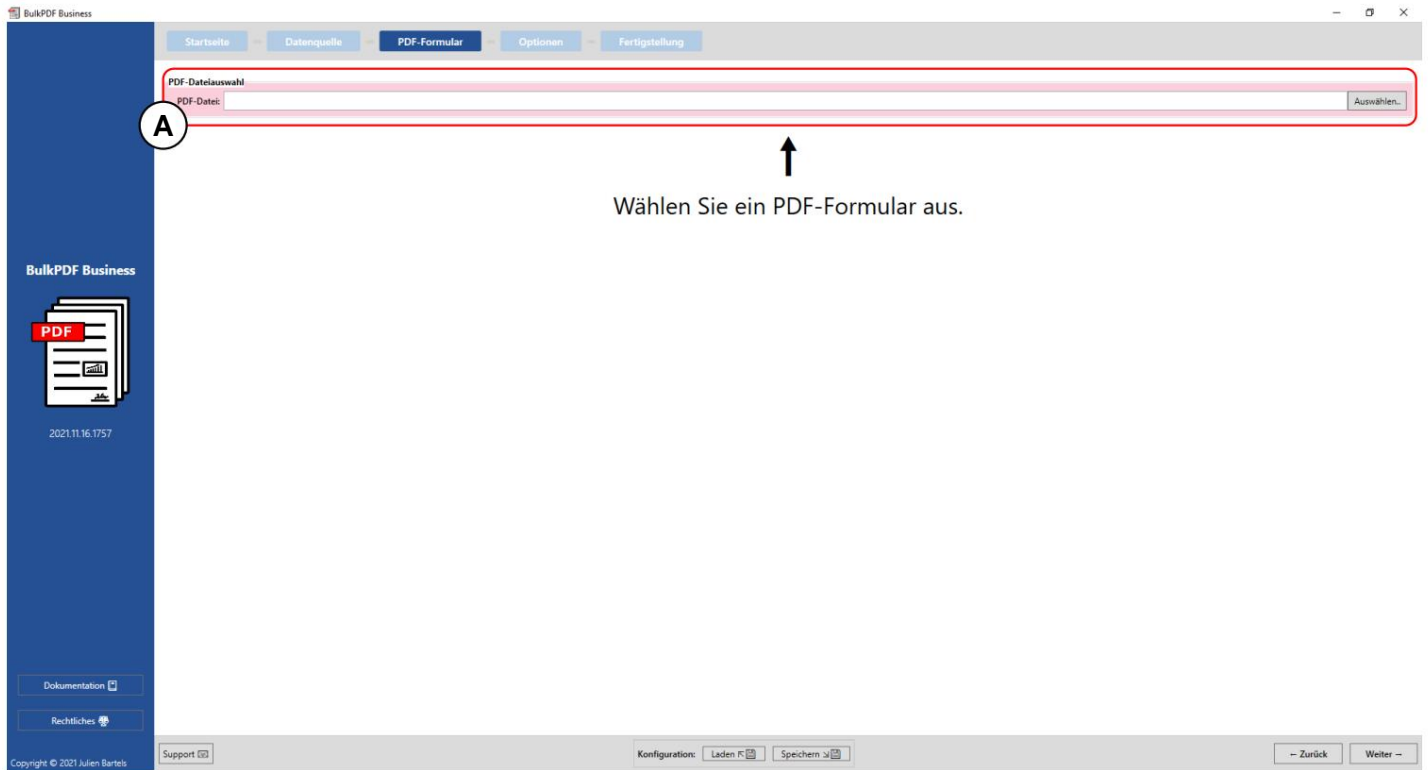 BulkPDF Business
Startseite
Datenquelle
PDF-Formular
Optionen
Fertigstellung
PDF-Dateiauswahl
PDF-Datei:
Auswählen..
A
Wählen Sie ein PDF-Formular aus.
BulkPDF Business
PDF
2021.11.16.1757
Dokumentation
Rechtliches
Copyright © 2021 Julien Bartels
Support
Konfiguration:
Laden
Speichern
← Zurück
Weiter →